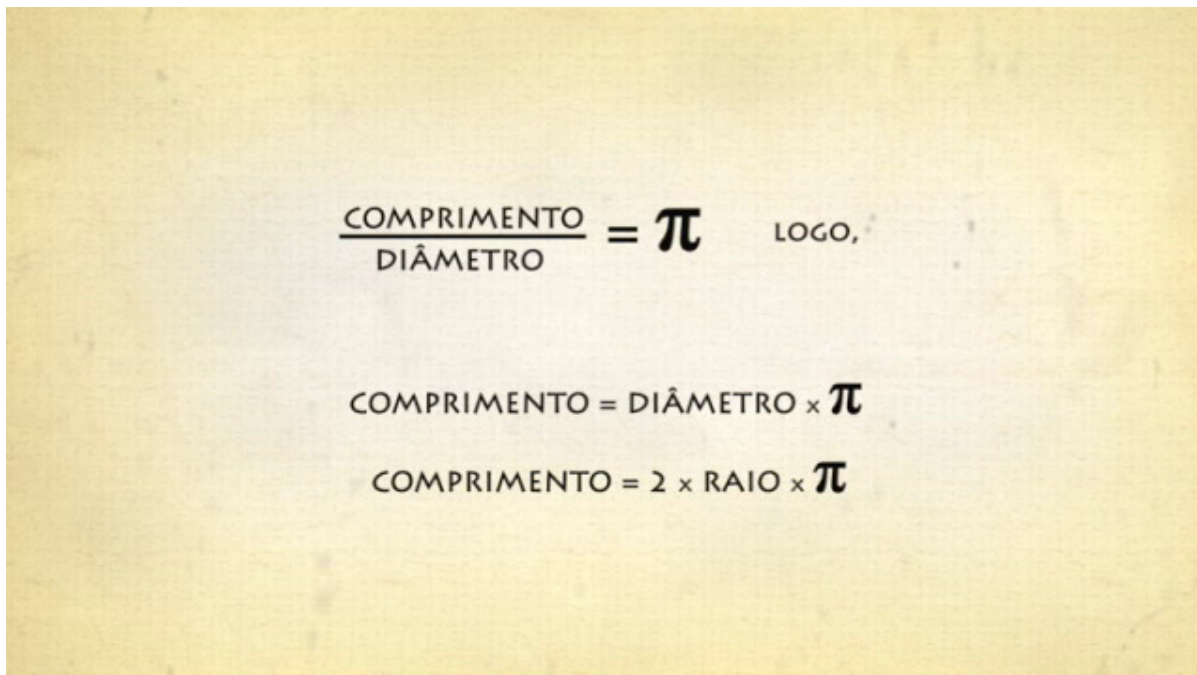 COMPRIMENTO
DIÂMETRO
= π LOGO,
COMPRIMENTO = DIÂMETRO x π
COMPRIMENTO = 2 x RAIO x π